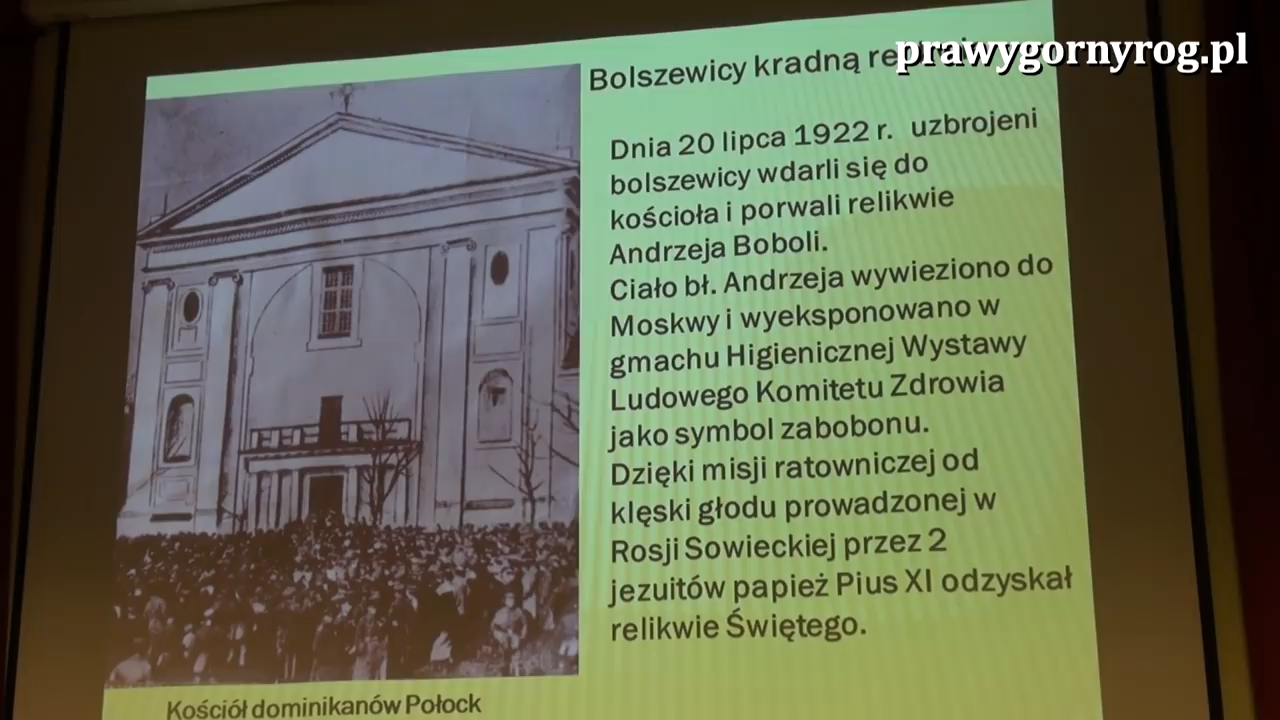 prawygornyrog.pl
Bolszewicy kradną
Dnia 20 lipca 1922 r. uzbrojeni
bolszewicy wdarli się do
kościoła i porwali relikwie
Andrzeja Boboli.
Ciało bł. Andrzeja wywieziono do
Moskwy i wyeksponowano w
gmachu Higienicznej Wystawy
Ludowego Komitetu Zdrowia
jako symbol zabobonu.
Dzięki misji ratowniczej od
klęski głodu prowadzonej w
Rosji Sowieckiej przez 2
jezuitów papież Pius XI odzyskał
relikwie Świętego.
Kościół dominikanów Połock